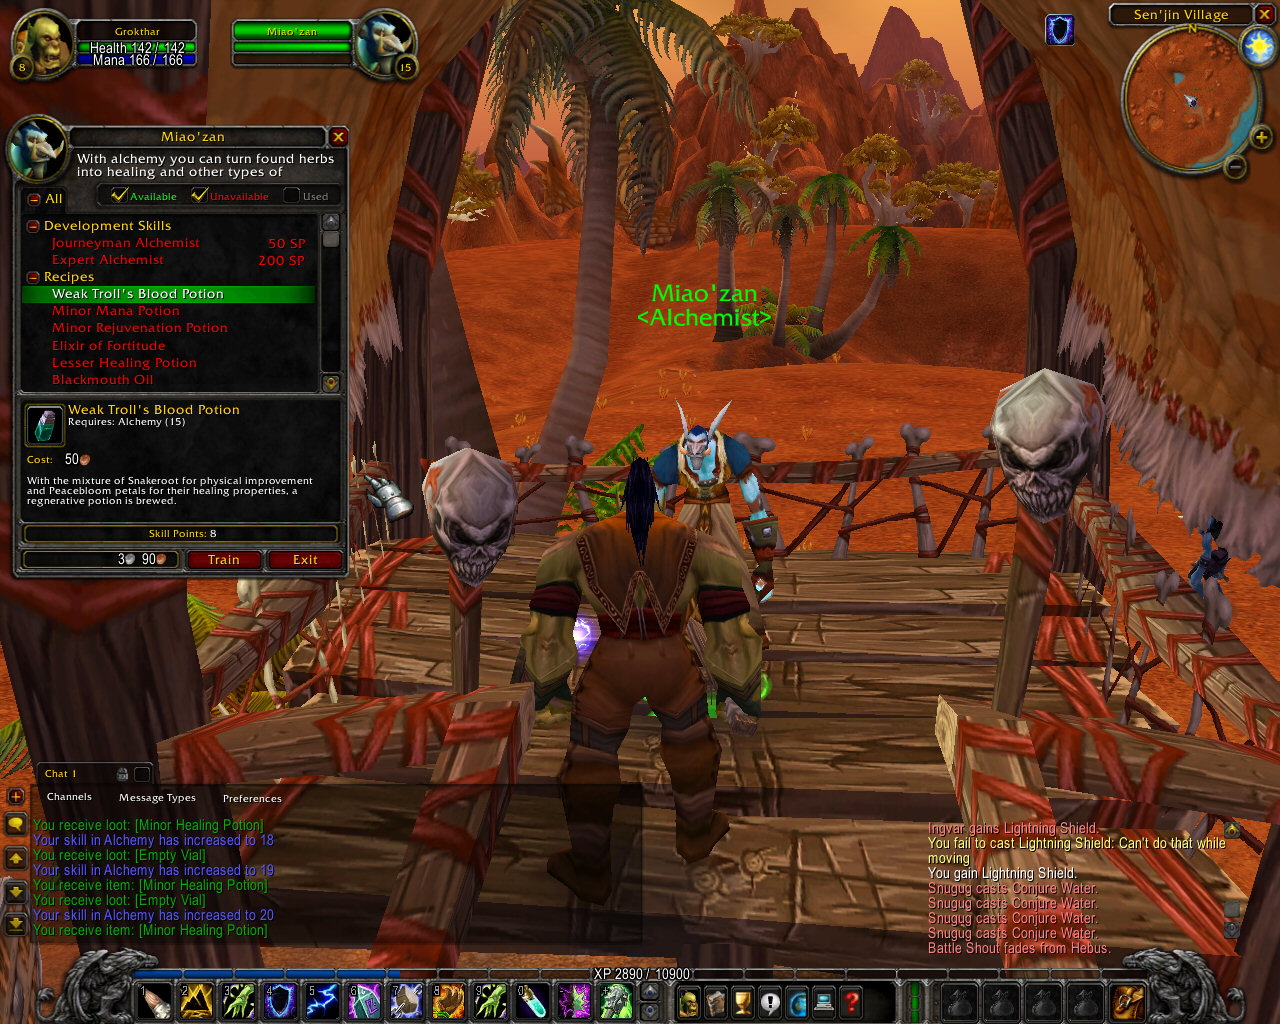 Grokthar
Health 142 / 142
Mana 166 / 166
8
Miao'zan
15
Sen'jin Village
N
Miao'zan
With alchemy you can turn found herbs
into healing and other types of
All
Available
Unavailable
Used
Development Skills
Journeyman Alchemist 50 SP
Expert Alchemist 200 SP
Recipes
Weak Troll's Blood Potion
Minor Mana Potion
Minor Rejuvenation Potion
Elixir of Fortitude
Lesser Healing Potion
Blackmouth Oil
Weak Troll's Blood Potion
Requires: Alchemy (15)
Cost: 50
With the mixture of Snakeroot for physical improvement
and Peacebloom petals for their healing properties, a
regnerative potion is brewed.
Skill Points: 8
3 90
Train
Exit
Miao'zan
<Alchemist>
Chat 1
Channels
Message Types
Preferences
You receive loot: [Minor Healing Potion]
Your skill in Alchemy has increased to 18
You receive loot: [Empty Vial]
Your skill in Alchemy has increased to 19
You receive item: [Minor Healing Potion]
You receive loot: [Empty Vial]
Your skill in Alchemy has increased to 20
You receive item: [Minor Healing Potion]
Ingvar gains Lightning Shield.
You fail to cast Lightning Shield: Can't do that while
moving
You gain Lightning Shield.
Snugug casts Conjure Water.
Snugug casts Conjure Water.
Snugug casts Conjure Water.
Snugug casts Conjure Water.
Battle Shout fades from Hebus.
XP 2890 / 10900
1 2 3 4 5 6 7 8 9 0 - +